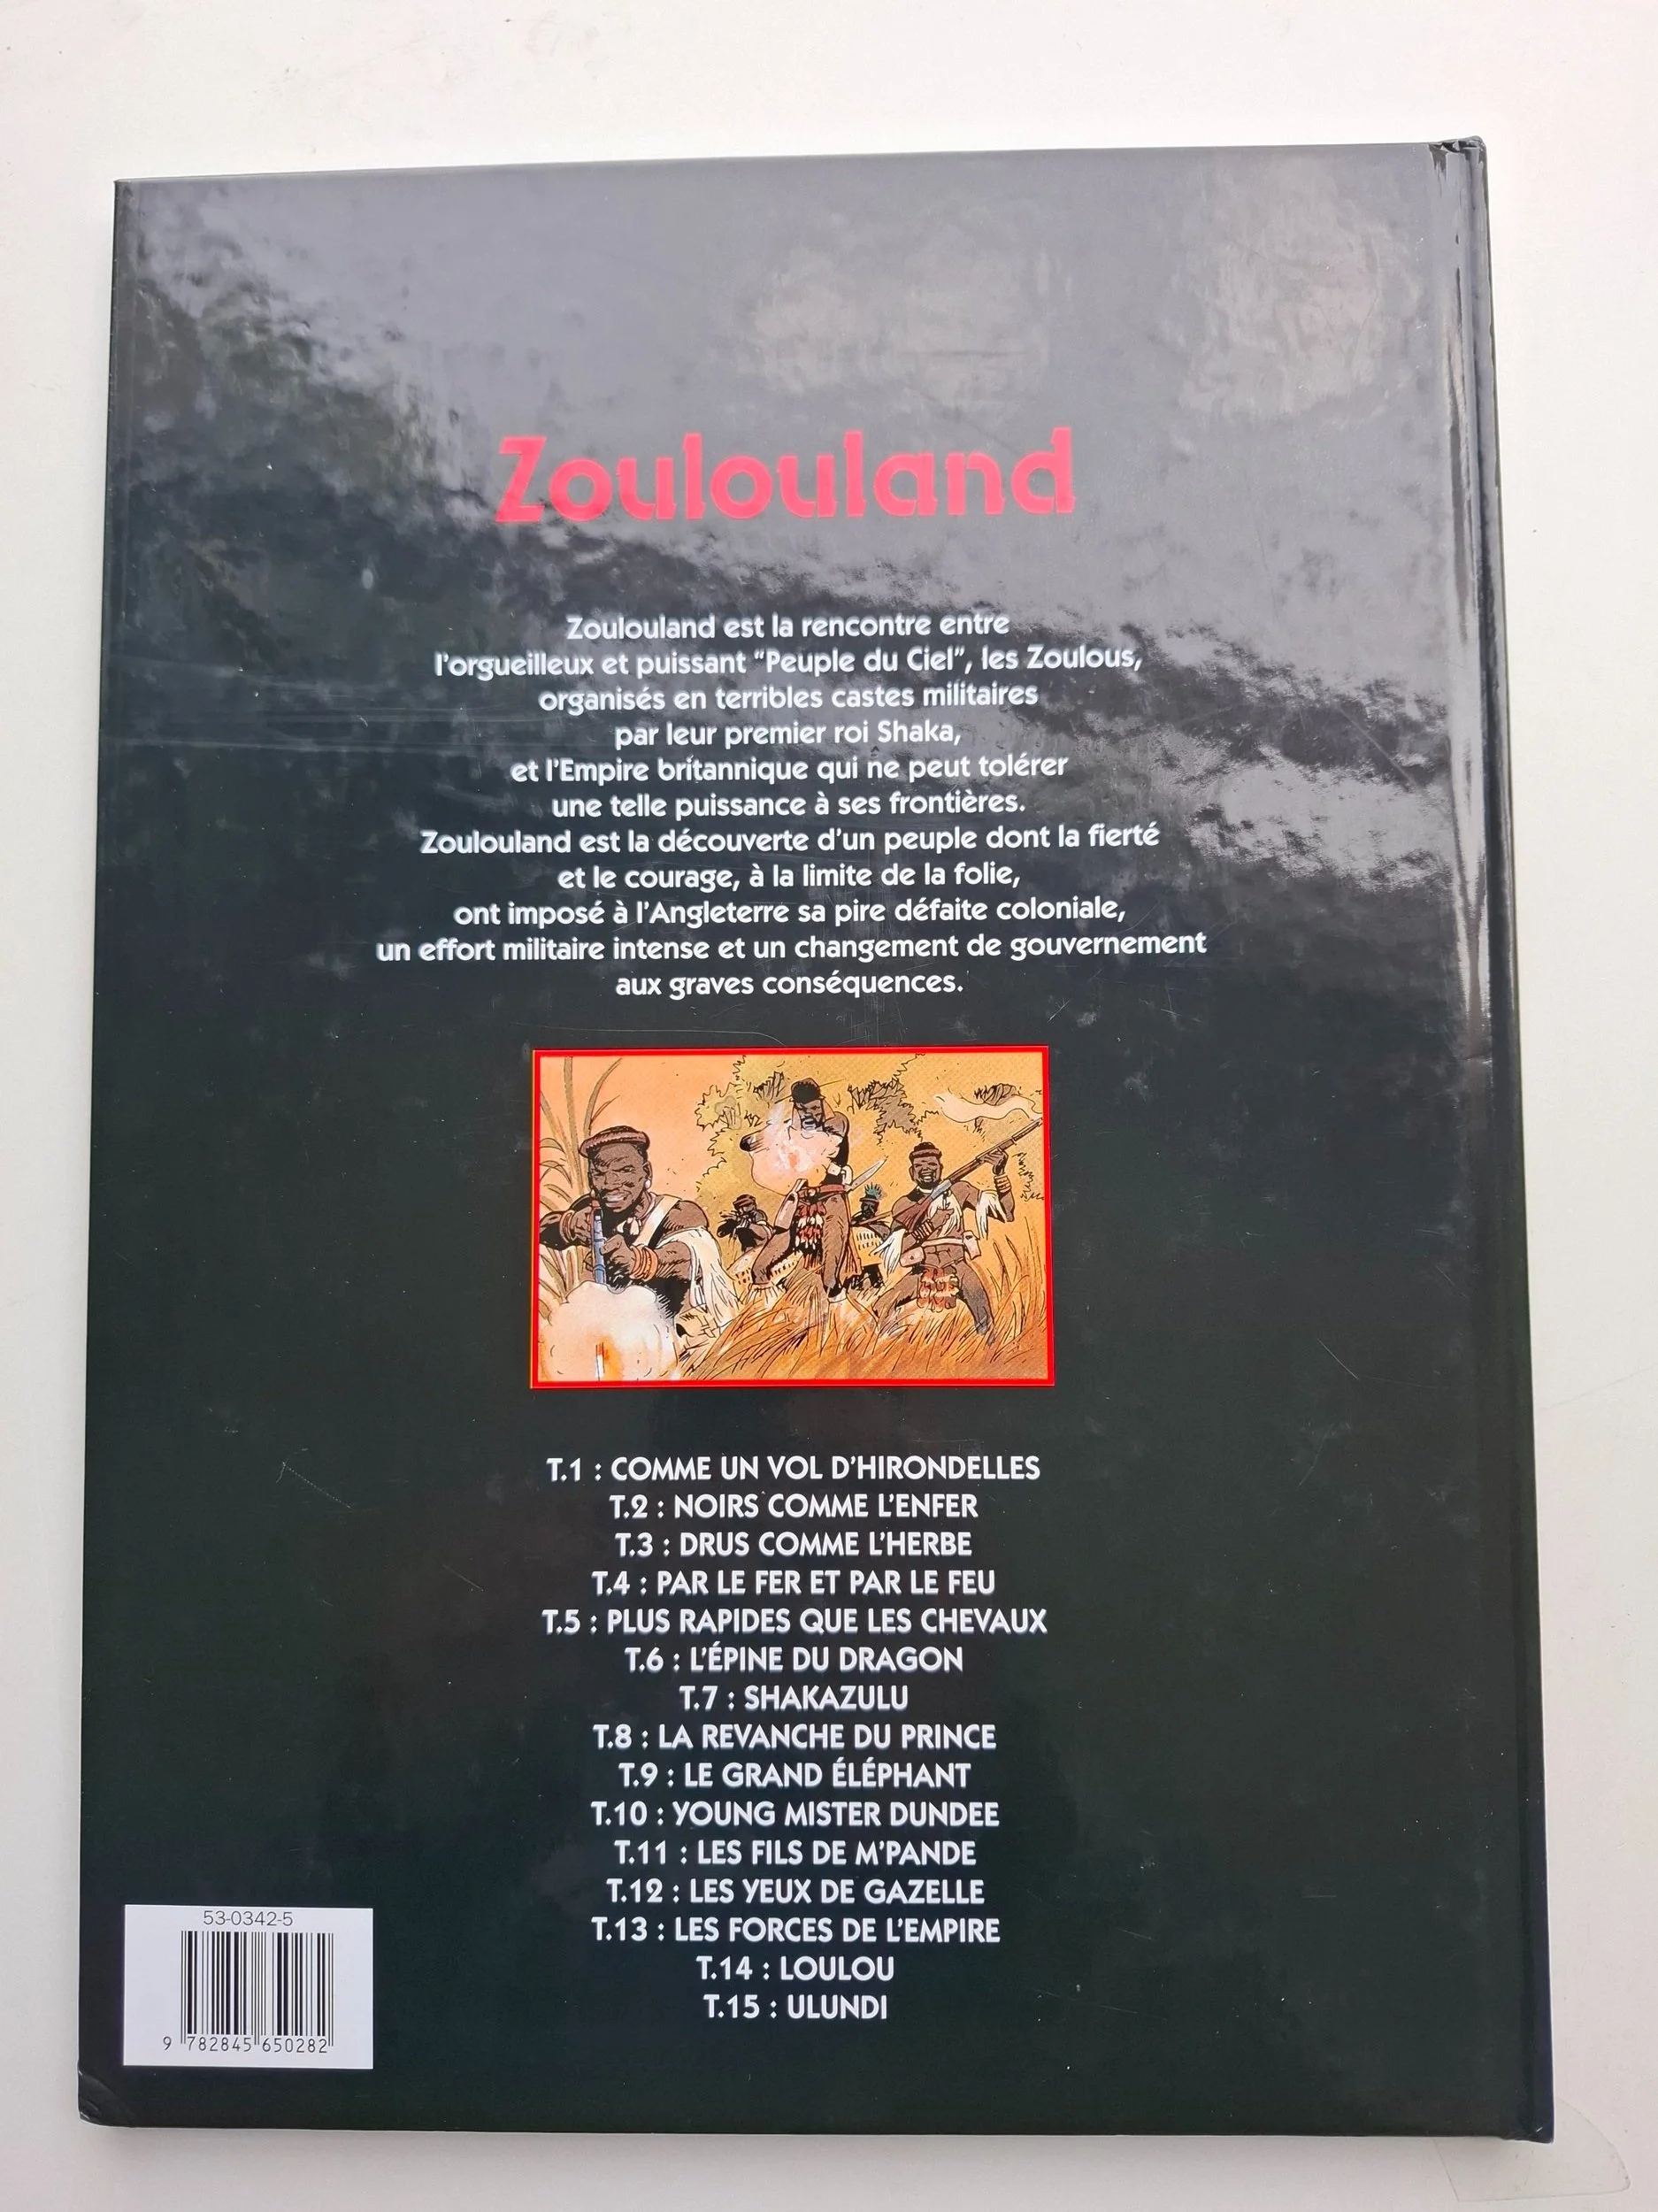 Zoulouland
Zoulouland est la rencontre entre
l'orgueilleux et puissant "Peuple du Ciel", les Zoulous,
organisés en terribles castes militaires
par leur premier roi Shaka,
et l'Empire britannique qui ne peut tolérer
une telle puissance à ses frontières.
Zoulouland est la découverte d'un peuple dont la fierté
et le courage, à la limite de la folie,
ont imposé à l'Angleterre sa pire défaite coloniale,
un effort militaire intense et un changement de gouvernement
aux graves conséquences.
T.1 : COMME UN VOL D'HIRONDELLES
T.2 : NOIRS COMME L'ENFER
T.3 : DRUS COMME L'HERBE
T.4 : PAR LE FER ET PAR LE FEU
T.5 : PLUS RAPIDES QUE LES CHEVAUX
T.6 : L'ÉPINE DU DRAGON
T.7 : SHAKAZULU
T.8 : LA REVANCHE DU PRINCE
T.9 : LE GRAND ÉLÉPHANT
T.10 : YOUNG MISTER DUNDEE
T.11 : LES FILS DE M'PANDE
T.12 : LES YEUX DE GAZELLE
T.13 : LES FORCES DE L'EMPIRE
T.14 : LOULOU
T.15 : ULUNDI
53-0342-5
9 782845 650282